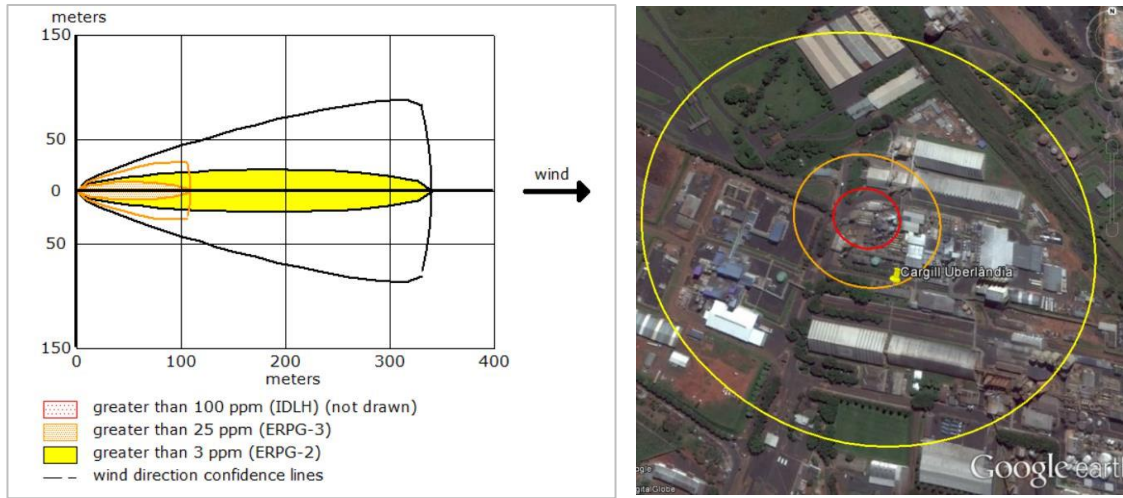 meters
150
50
0
50
150
0
100
200
300
400
meters
wind
greater than 100 ppm (IDLH) (not drawn)
greater than 25 ppm (ERPG-3)
greater than 3 ppm (ERPG-2)
wind direction confidence lines
N
Cargill Uberlândia
Google earth